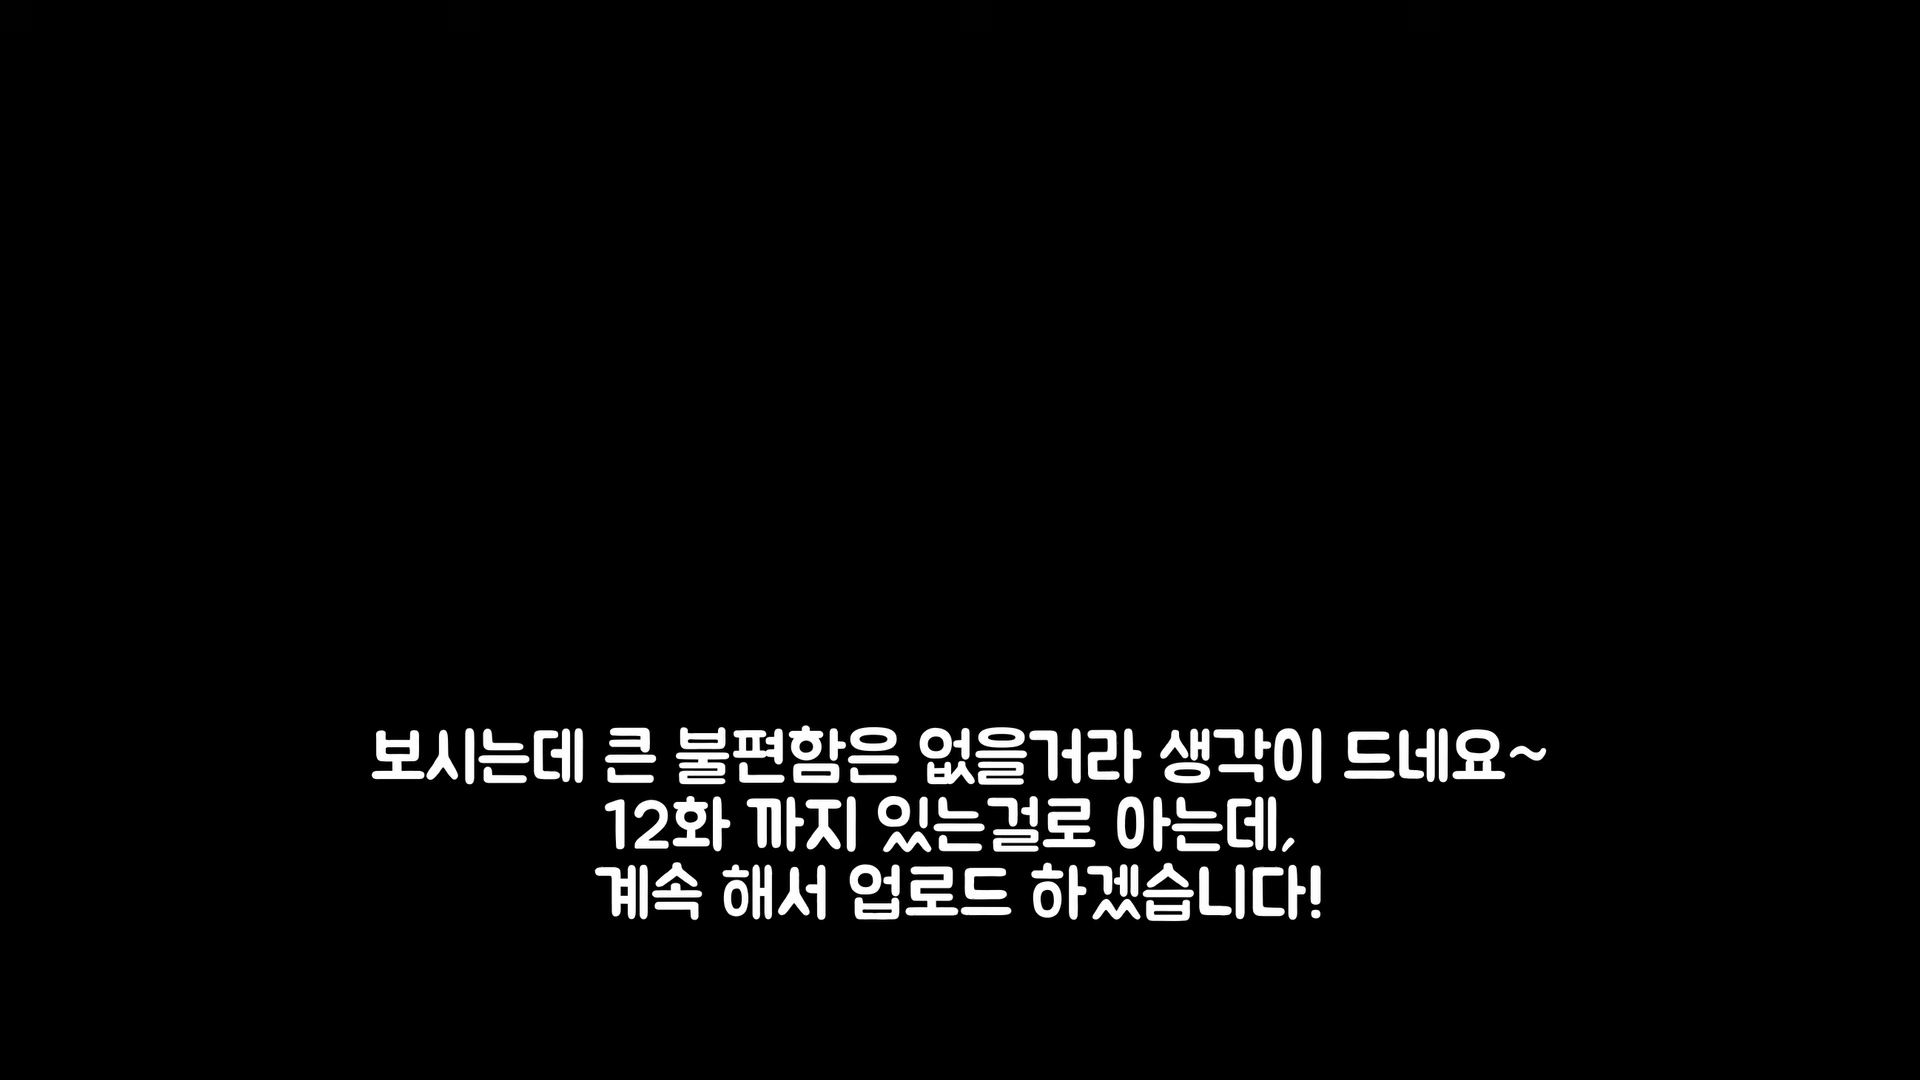 보시는데 큰 불편함은 없을거라 생각이 드네요~
12화 까지 있는걸로 아는데,
계속 해서 업로드 하겠습니다!